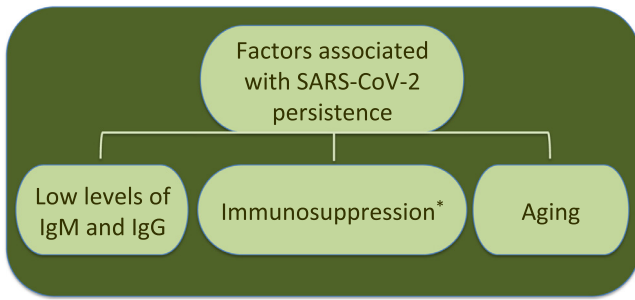 Factors associated
with SARS-CoV-2
persistence
Low levels of
IgM and IgG
Immunosuppression*
Aging